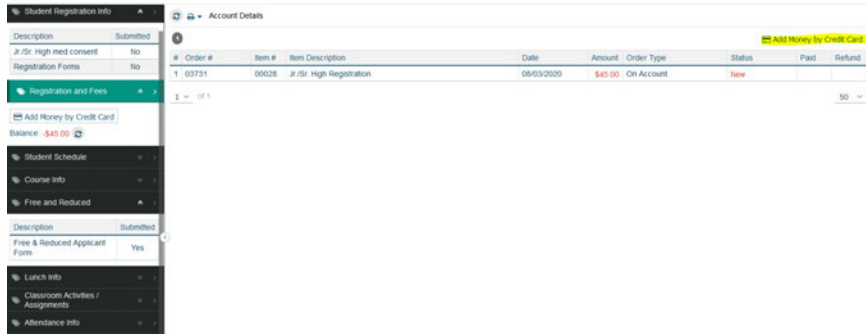 Student Registration Info
Description Submitted
Jr./Sr. High med consent No
Registration Forms No
Registration and Fees
Add Money by Credit Card
Balance -$45.00
Student Schedule
Course Info
Free and Reduced
Description Submitted
Free & Reduced Applicant
Form Yes
Lunch Info
Classroom Activities /
Assignments
Attendance Info
Account Details
1
Add Money by Credit Card
# Order # Item # Item Description Date Amount Order Type Status Paid Refund
1 03731 00028 Jr./Sr. High Registration 08/03/2020 $45.00 On Account New
1 of 1
50